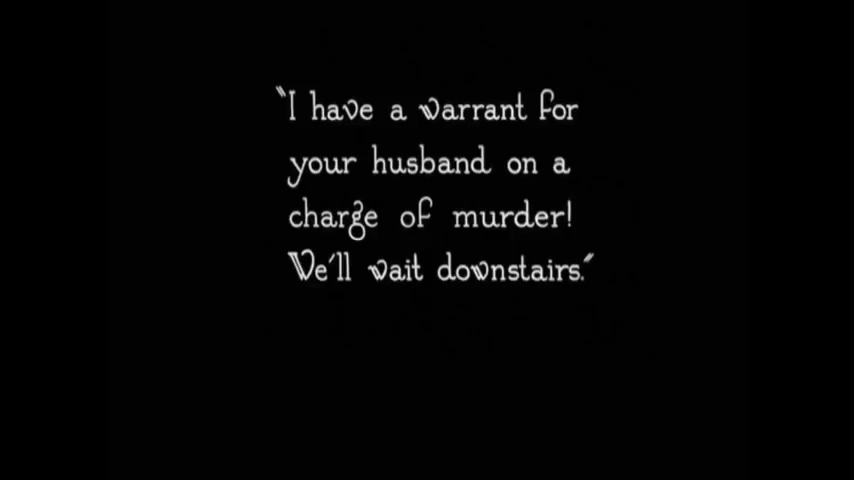 "I have a warrant for
your husband on a
charge of murder!
We'll wait downstairs."